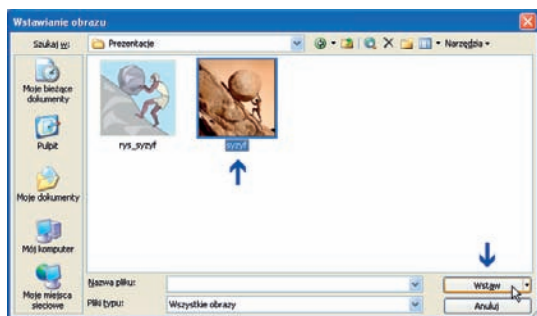 Wstawianie obrazu
Szukaj w:
Prezentacje
Narzędzia
Moje bieżące
dokumenty
Pulpit
Moje dokumenty
Mój komputer
Moje miejsca
sieciowe
rys_syzyf
syzyf
Nazwa pliku:
Wstaw
Pliki typu:
Wszystkie obrazy
Anuluj